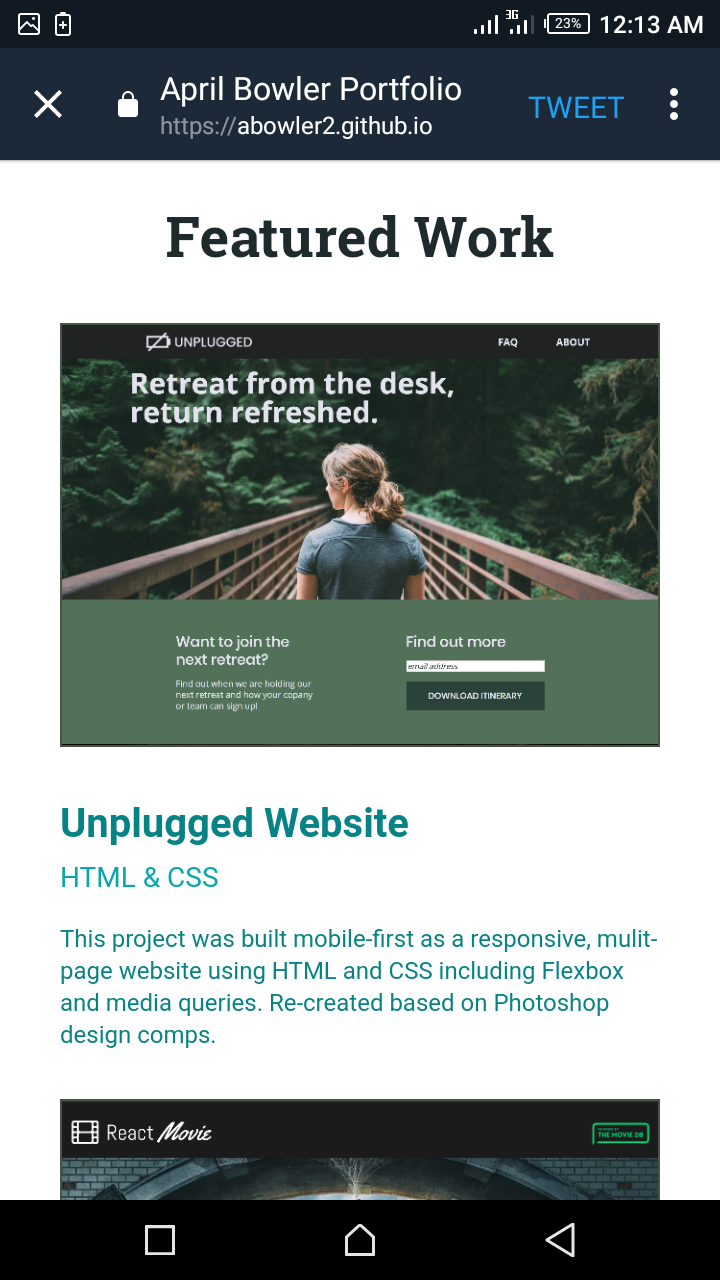 3G
23%
12:13 AM
April Bowler Portfolio
https://abowler2.github.io
TWEET
Featured Work
UNPLUGGED
FAQ
ABOUT
Retreat from the desk,
return refreshed.
Want to join the
next retreat?
Find out when we are holding our
next retreat and how your copany
or team can sign up!
Find out more
email address
DOWNLOAD ITINERARY
Unplugged Website
HTML & CSS
This project was built mobile-first as a responsive, mulit-
page website using HTML and CSS including Flexbox
and media queries. Re-created based on Photoshop
design comps.
React Movie
POWERED BY
THE MOVIE DB